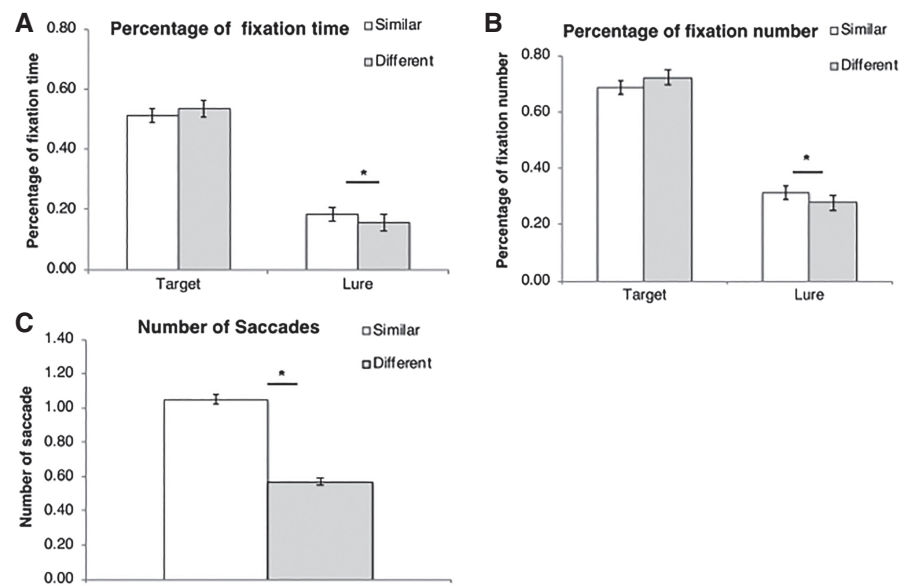 A
Percentage of fixation time
Similar
Different
Percentage of fixation time
0.80
0.60
0.40
0.20
0.00
*
Target
Lure
B
Percentage of fixation number
Similar
Different
Percentage of fixation number
0.80
0.60
0.40
0.20
0.00
*
Target
Lure
C
Number of Saccades
Similar
Different
Number of saccade
1.40
1.20
1.00
0.80
0.60
0.40
0.20
0.00
*